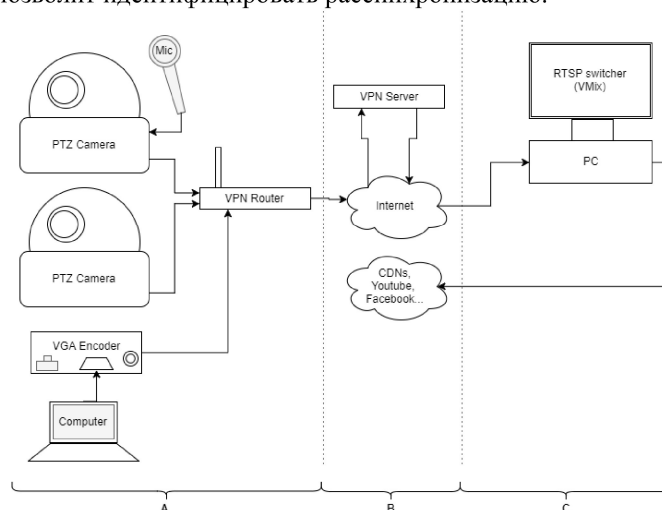 позволит идентифицировать рассинхронизацию.
Mic
PTZ Camera
PTZ Camera
VPN Router
VGA Encoder
Computer
VPN Server
Internet
CDNs,
Youtube,
Facebook...
RTSP switcher
(VMix)
PC
A
B
C